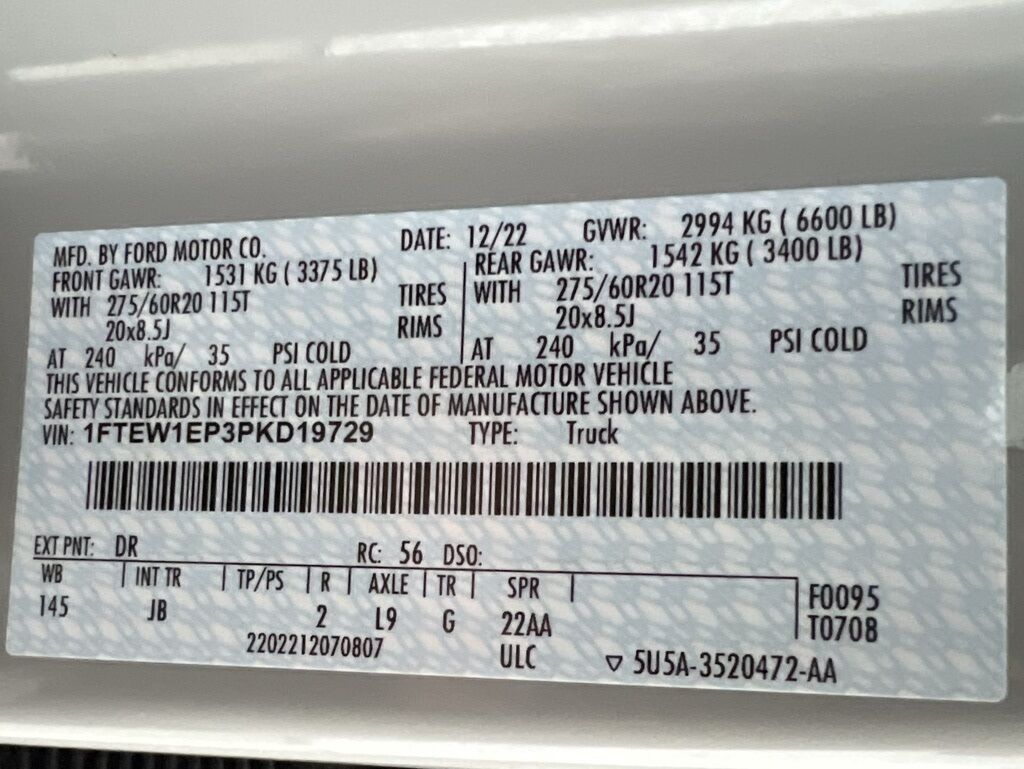 MFD. BY FORD MOTOR CO. DATE: 12/22 GVWR: 2994 KG ( 6600 LB)
FRONT GAWR: 1531 KG ( 3375 LB) REAR GAWR: 1542 KG ( 3400 LB)
WITH 275/60R20 115T TIRES WITH 275/60R20 115T TIRES
20x8.5J RIMS 20x8.5J RIMS
AT 240 kPa/ 35 PSI COLD AT 240 kPa/ 35 PSI COLD
THIS VEHICLE CONFORMS TO ALL APPLICABLE FEDERAL MOTOR VEHICLE
SAFETY STANDARDS IN EFFECT ON THE DATE OF MANUFACTURE SHOWN ABOVE.
VIN: 1FTEW1EP3PKD19729 TYPE: Truck
EXT PNT: DR RC: 56 DSO:
WB INT TR TP/PS R AXLE TR SPR F0095
145 JB 2 L9 G 22AA T0708
2202212070807 ULC ▽ 5U5A-3520472-AA